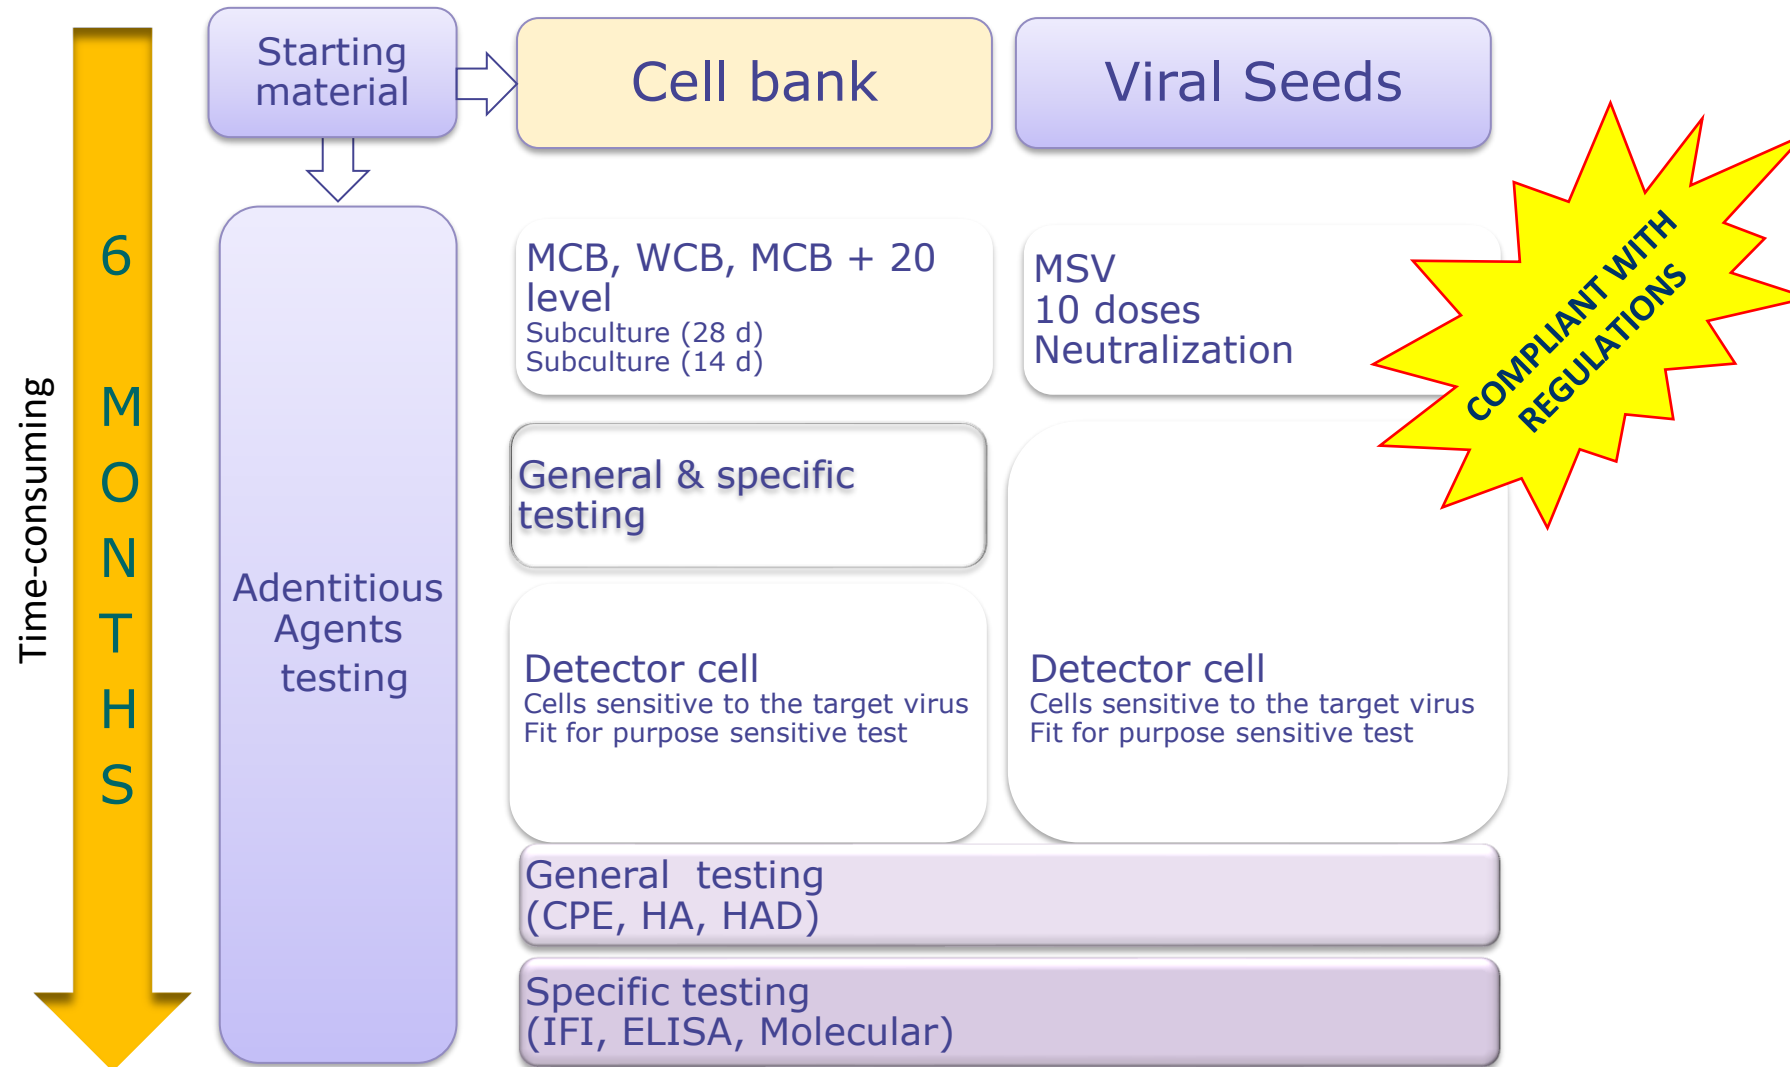 Time-consuming
6
M
O
N
T
H
S
Starting
material
Cell bank
Viral Seeds
Adentitious
Agents
testing
MCB, WCB, MCB + 20
level
Subculture (28 d)
Subculture (14 d)
MSV
10 doses
Neutralization
COMPLIANT WITH
REGULATIONS
General & specific
testing
Detector cell
Cells sensitive to the target virus
Fit for purpose sensitive test
Detector cell
Cells sensitive to the target virus
Fit for purpose sensitive test
General  testing
(CPE, HA, HAD)
Specific testing
(IFI, ELISA, Molecular)